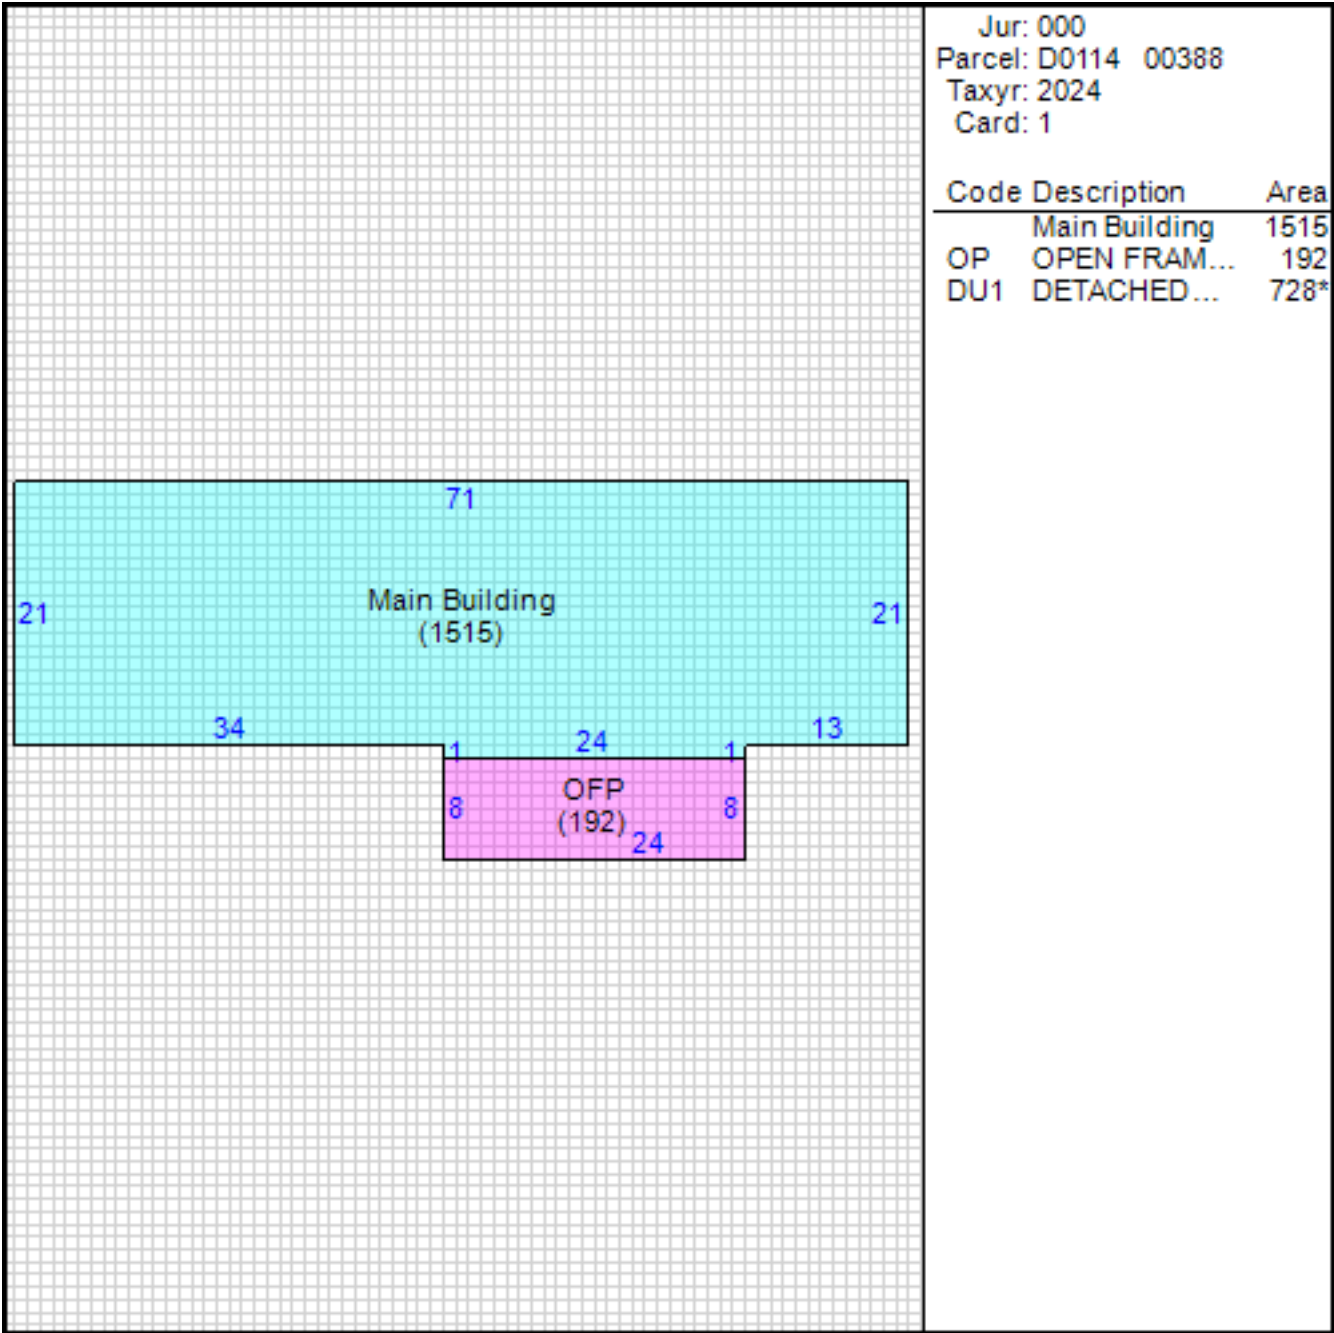 Jur: 000
Parcel: D0114 00388
Taxyr: 2024
Card: 1
Code Description Area
Main Building 1515
OP OPEN FRAM... 192
DU1 DETACHED... 728*
71
Main Building
(1515)
21 21
34 24 13
1 1
OFP
8 (192) 8
24